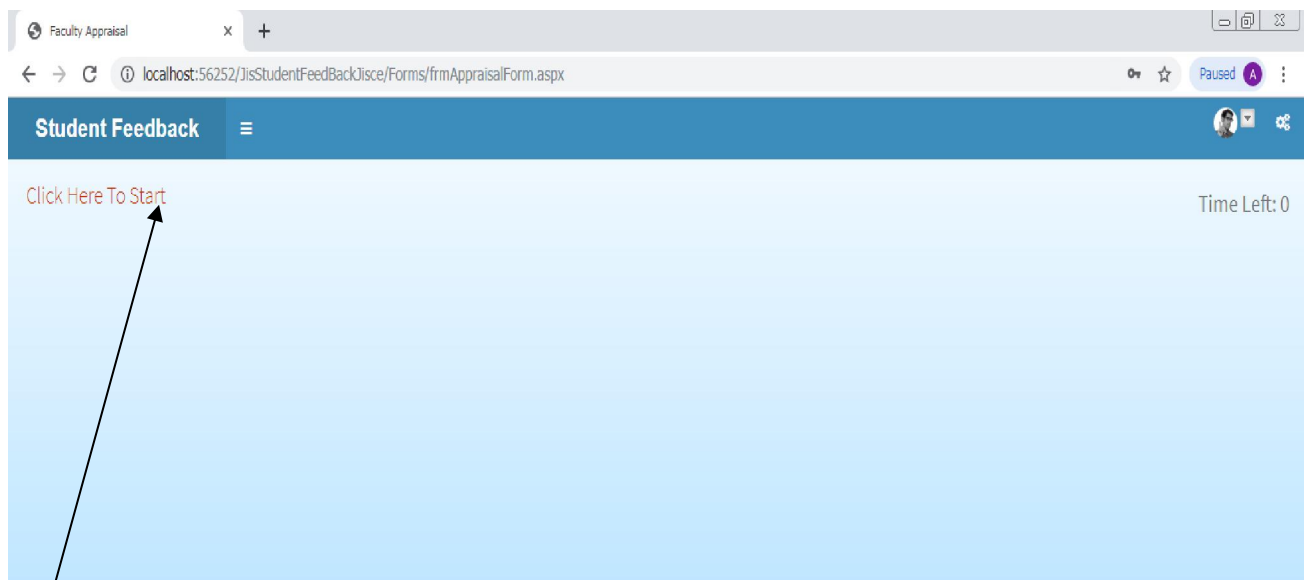 Faculty Appraisal
localhost:56252/JisStudentFeedBackJisce/Forms/frmAppraisalForm.aspx
Paused A
Student Feedback
Click Here To Start
Time Left: 0